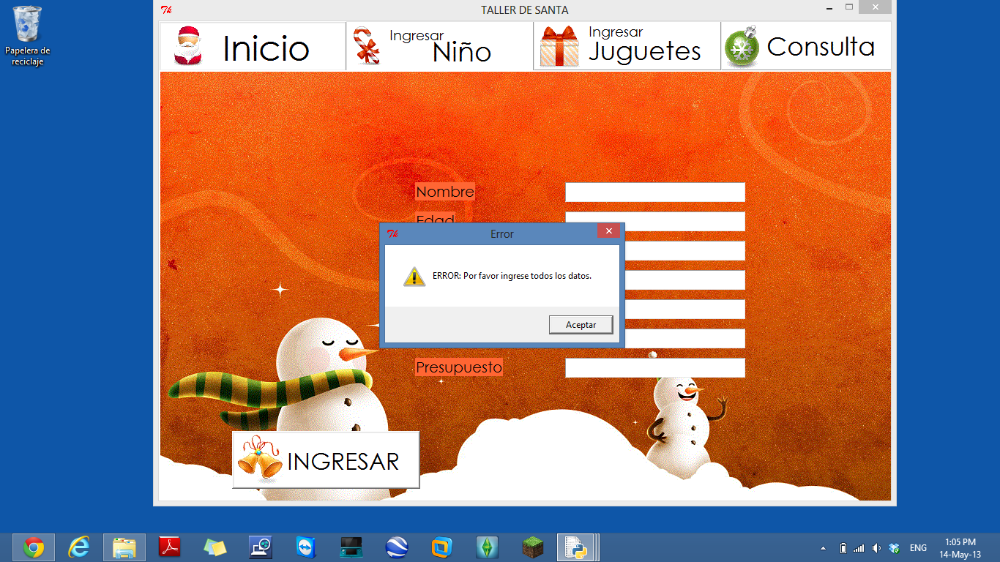 Papelera de
reciclaje
TALLER DE SANTA
Inicio
Ingresar
Niño
Ingresar
Juguetes
Consulta
Nombre
Edad
Error
ERROR: Por favor ingrese todos los datos.
Aceptar
Presupuesto
INGRESAR
ENG
1:05 PM
14-May-13